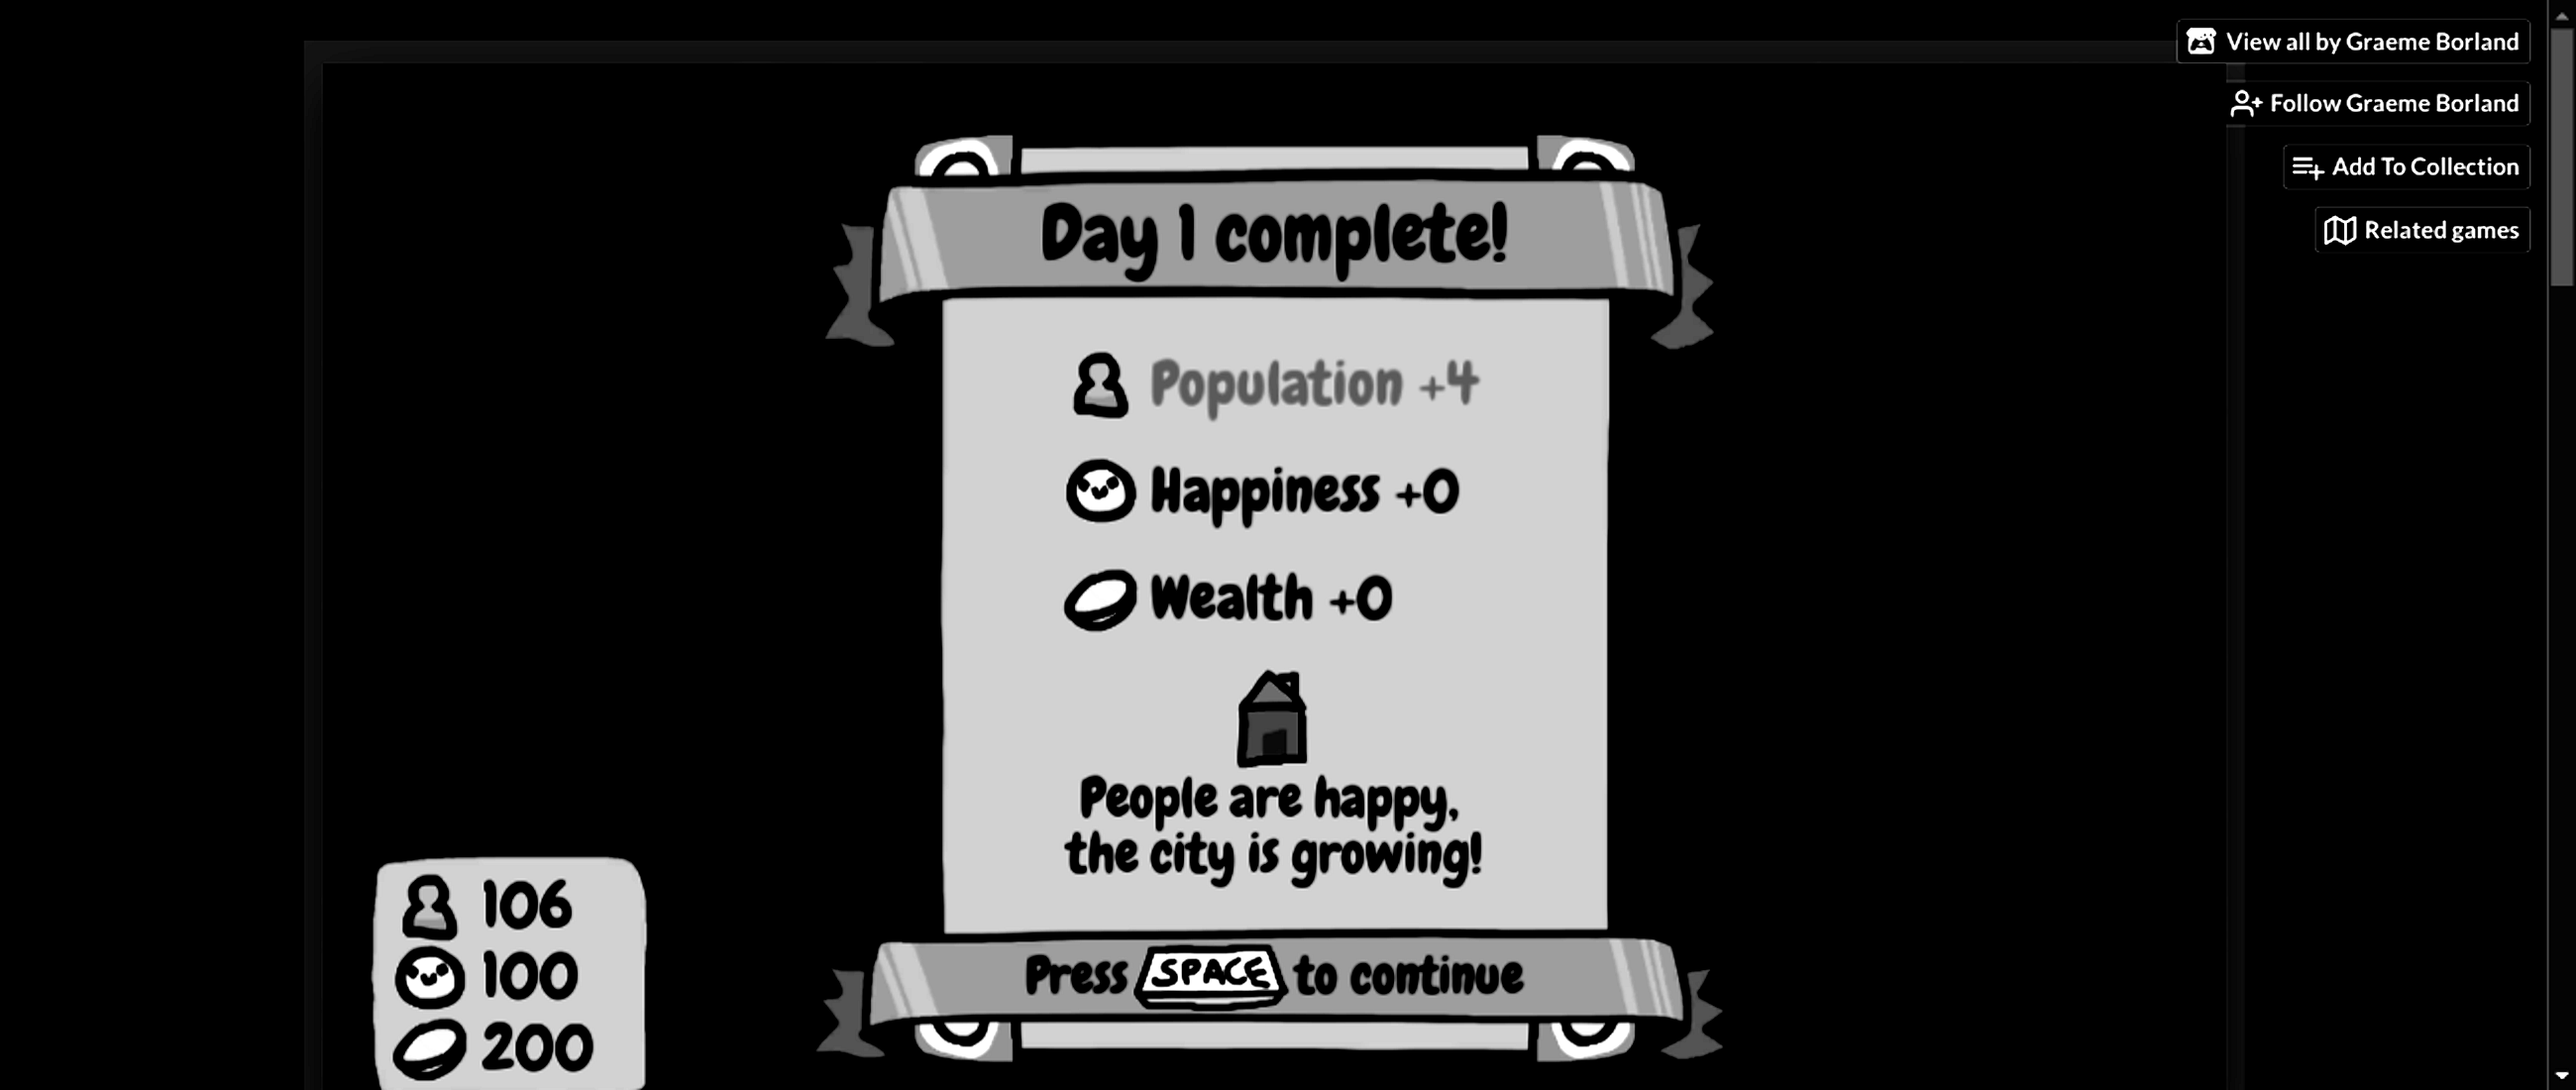 View all by Graeme Borland
Follow Graeme Borland
Add To Collection
Related games
Day 1 complete!
Population +4
Happiness +0
Wealth +0
People are happy,
the city is growing!
Press SPACE to continue
106
100
200